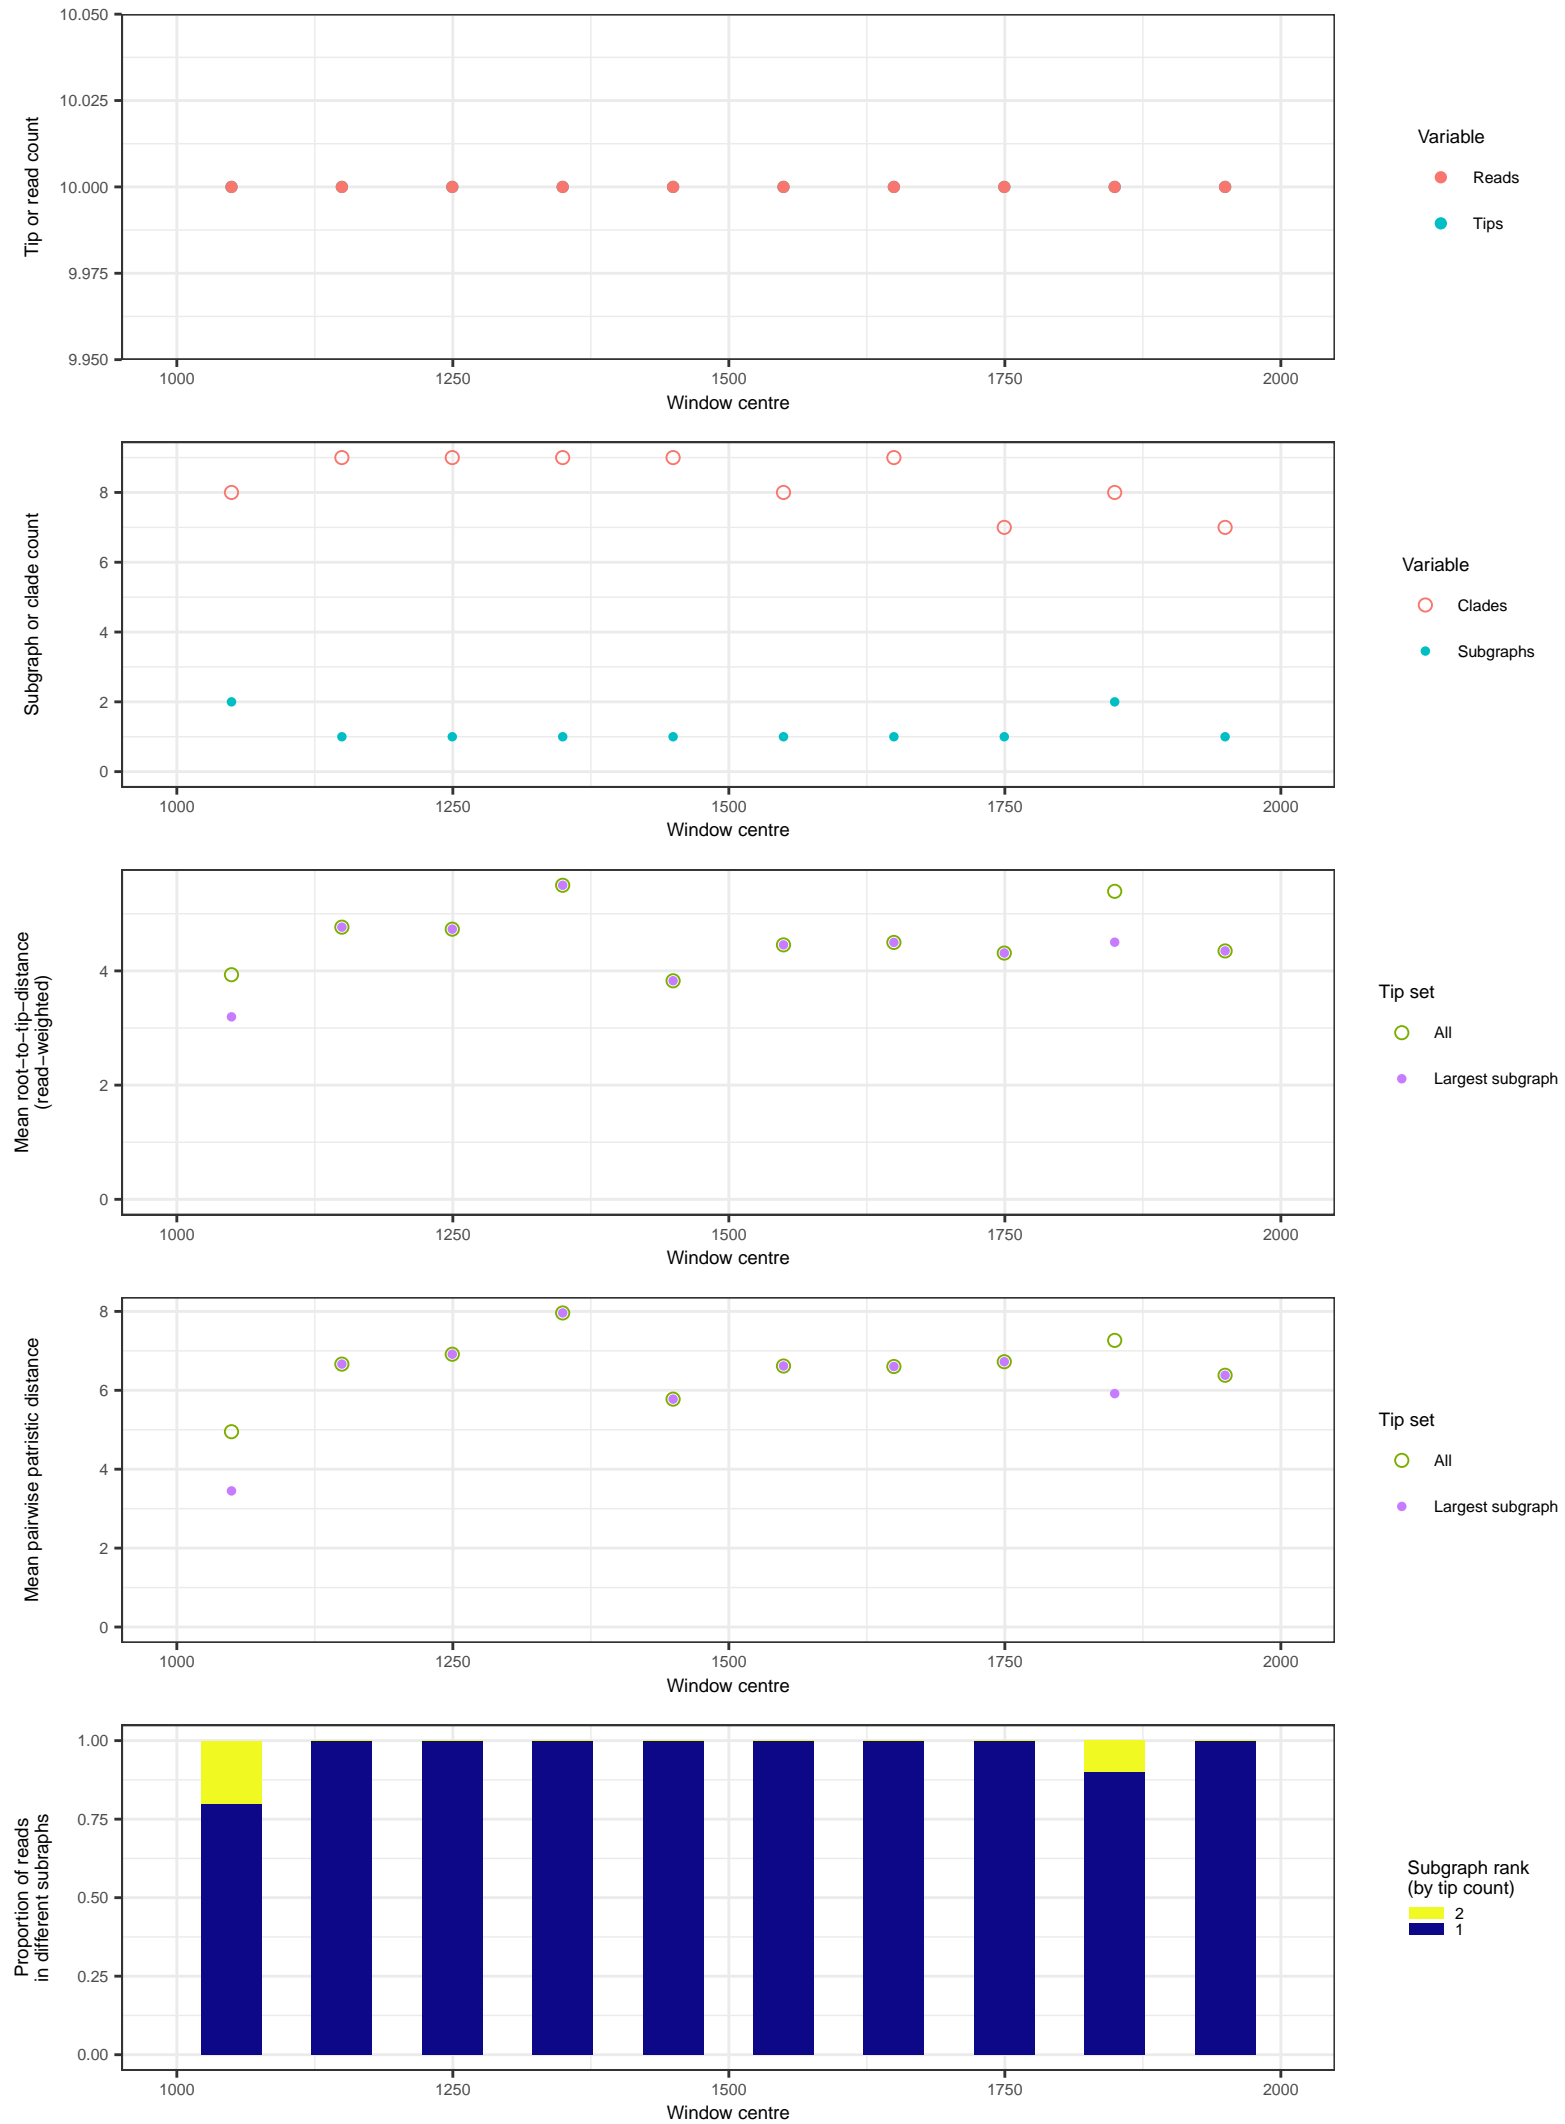 10.050
10.025
10.000
9.975
9.950
Tip or read count
1000 1250 1500 1750 2000
Window centre
Variable
Reads
Tips
8
6
4
2
0
Subgraph or clade count
1000 1250 1500 1750 2000
Window centre
Variable
Clades
Subgraphs
4
2
0
Mean root−to−tip−distance
(read−weighted)
1000 1250 1500 1750 2000
Window centre
Tip set
All
Largest subgraph
8
6
4
2
0
Mean pairwise patristic distance
1000 1250 1500 1750 2000
Window centre
Tip set
All
Largest subgraph
1.00
0.75
0.50
0.25
0.00
Proportion of reads
in different subraphs
1000 1250 1500 1750 2000
Window centre
Subgraph rank
(by tip count)
2
1